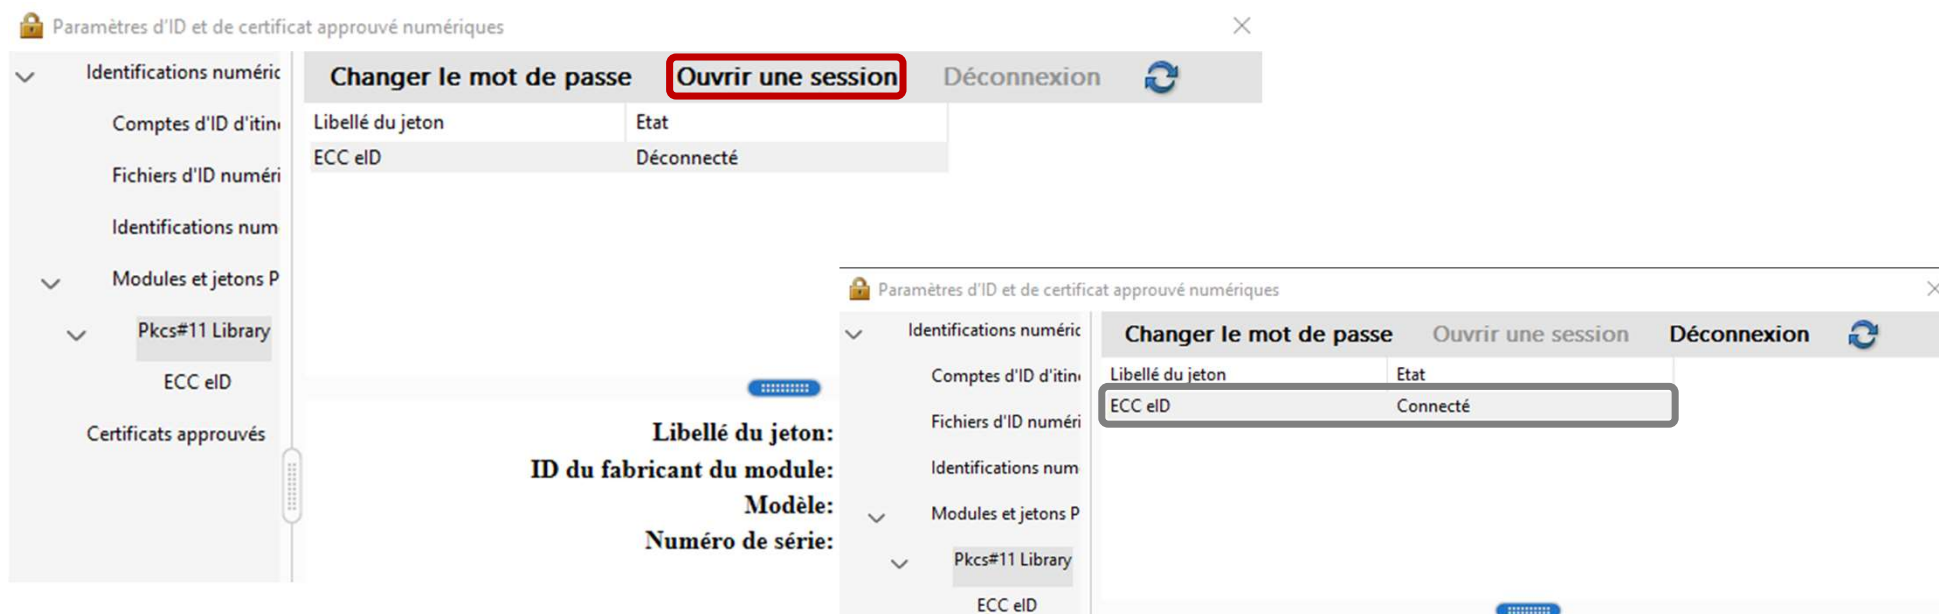 Paramètres d'ID et de certificat approuvé numériques
Identifications numéric
Comptes d'ID d'itin
Fichiers d'ID numéri
Identifications num
Modules et jetons P
Pkcs#11 Library
ECC eID
Certificats approuvés
Changer le mot de passe Ouvrir une session Déconnexion
Libellé du jeton Etat
ECC eID Déconnecté
Libellé du jeton:
ID du fabricant du module:
Modèle:
Numéro de série:
Paramètres d'ID et de certificat approuvé numériques
Identifications numéric
Comptes d'ID d'itin
Fichiers d'ID numéri
Identifications num
Modules et jetons P
Pkcs#11 Library
ECC eID
Changer le mot de passe Ouvrir une session Déconnexion
Libellé du jeton Etat
ECC eID Connecté